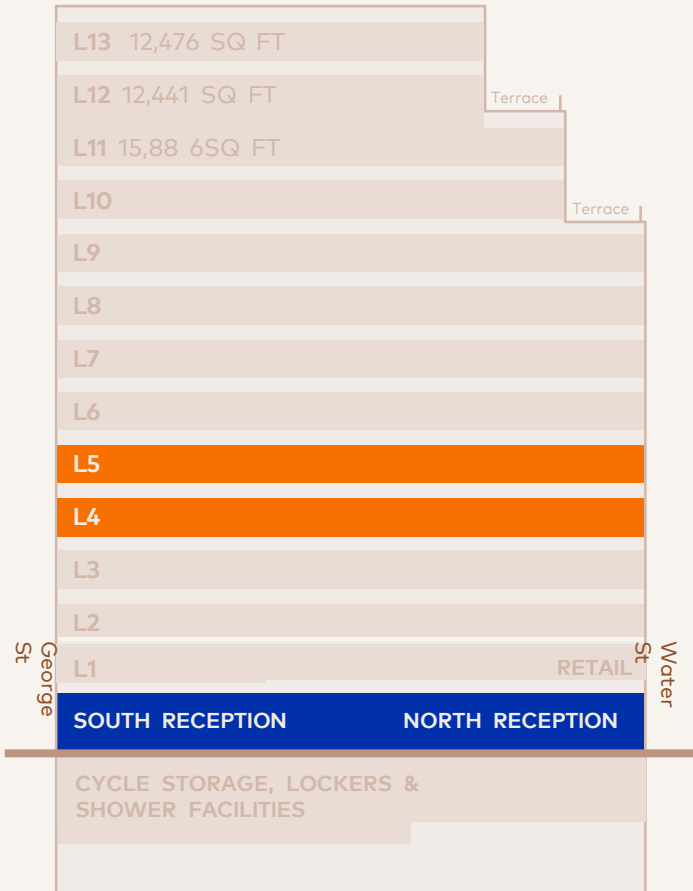 L13 12,476 SQ FT
L12 12,441 SQ FT
Terrace
L11 15,88 6SQ FT
L10
Terrace
L9
L8
L7
L6
L5
L4
L3
L2
George
St
L1
RETAIL
Water
St
SOUTH RECEPTION
NORTH RECEPTION
CYCLE STORAGE, LOCKERS &
SHOWER FACILITIES